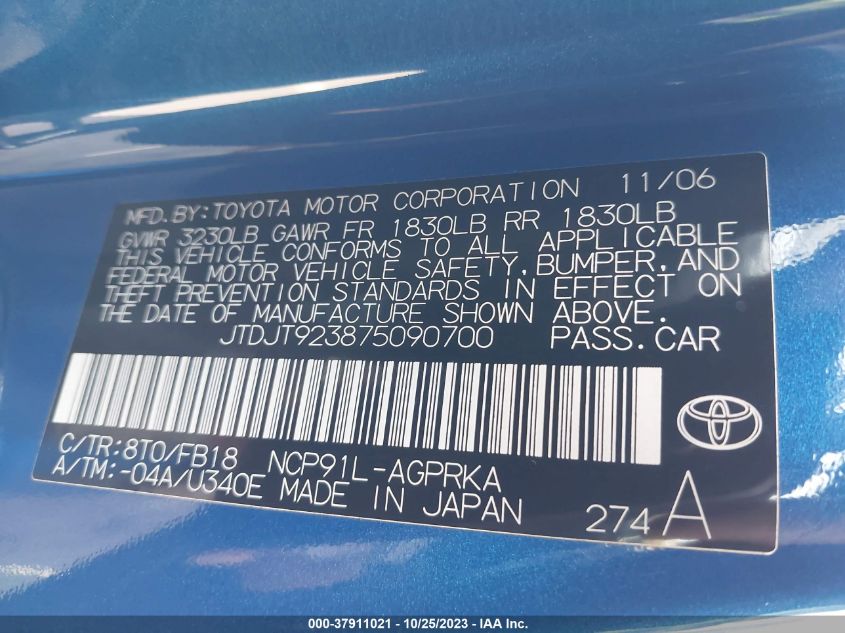 MFD. BY: TOYOTA MOTOR CORPORATION 11/06
GVWR 3230LB GAWR FR 1830LB RR 1830LB
THIS VEHICLE CONFORMS TO ALL APPLICABLE
FEDERAL MOTOR VEHICLE SAFETY, BUMPER, AND
THEFT PREVENTION STANDARDS IN EFFECT ON
THE DATE OF MANUFACTURE SHOWN ABOVE.
JTDJT923875090700 PASS. CAR
C/TR: 8T0/FB18 NCP91L-AGPRKA
A/TM: -04A/U340E MADE IN JAPAN 274 A
000-37911021 - 10/25/2023 - IAA Inc.